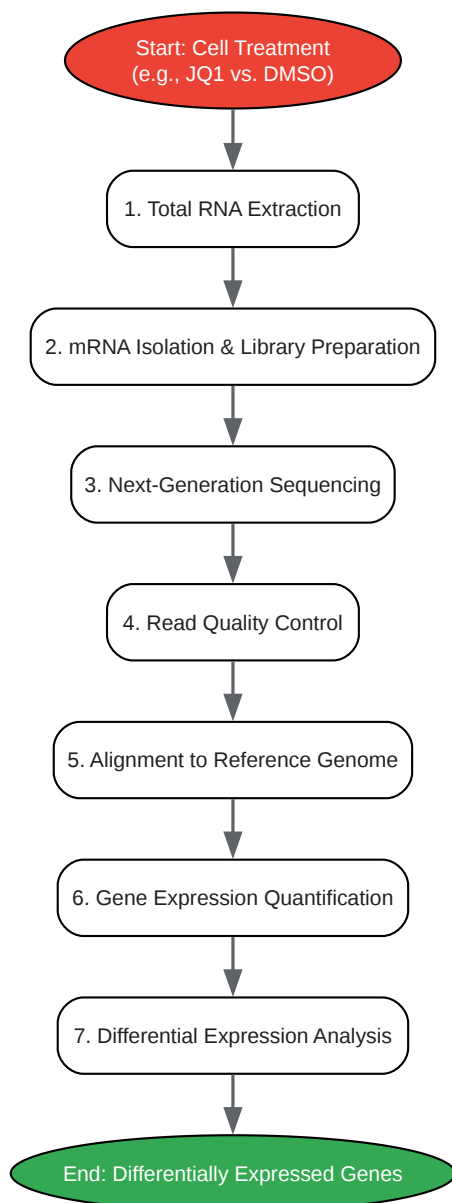 Start: Cell Treatment
(e.g., JQ1 vs. DMSO)
1. Total RNA Extraction
2. mRNA Isolation & Library Preparation
3. Next-Generation Sequencing
4. Read Quality Control
5. Alignment to Reference Genome
6. Gene Expression Quantification
7. Differential Expression Analysis
End: Differentially Expressed Genes